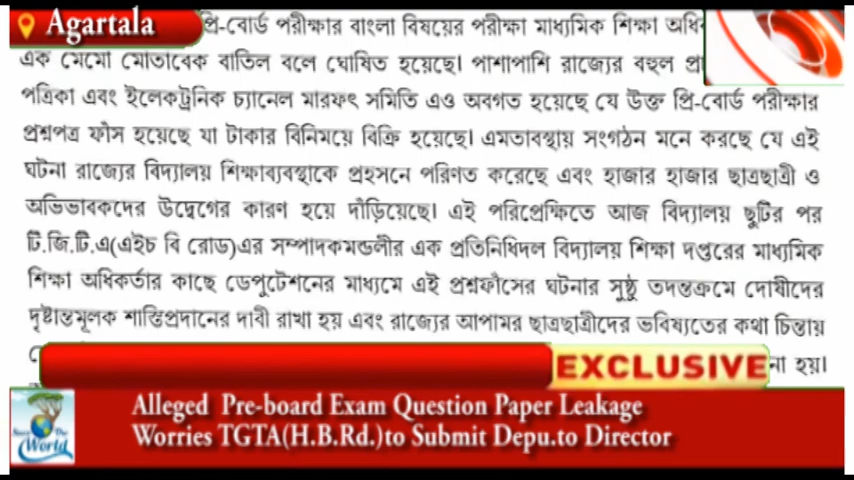 Agartala
প্রি-বোর্ড পরীক্ষার বাংলা বিষয়ের পরীক্ষা মাধ্যমিক শিক্ষা
এক মেমো মোতাবেক বাতিল বলে ঘোষিত হয়েছে। পাশাপাশি রাজ্যের বহুল
পত্রিকা এবং ইলেকট্রনিক চ্যানেল মারফৎ সমিতি এও অবগত হয়েছে যে উক্ত প্রি-বোর্ড পরীক্ষার
প্রশ্নপত্র ফাঁস হয়েছে যা টাকার বিনিময়ে বিক্রি হয়েছে। এমতাবস্থায় সংগঠন মনে করছে যে এই
ঘটনা রাজ্যের বিদ্যালয় শিক্ষাব্যবস্থাকে প্রহসনে পরিণত করেছে এবং হাজার হাজার ছাত্রছাত্রী ও
অভিভাবকদের উদ্বেগের কারণ হয়ে দাঁড়িয়েছে। এই পরিপ্রেক্ষিতে আজ বিদ্যালয় ছুটির পর
টি.জি.টি.এ(এইচ বি রোড)এর সম্পাদকমন্ডলীর এক প্রতিনিধিদল বিদ্যালয় শিক্ষা দপ্তরের মাধ্যমিক
শিক্ষা অধিকর্তার কাছে ডেপুটেশনের মাধ্যমে এই প্রশ্নফাঁসের ঘটনার সুষ্ঠু তদন্তক্রমে দোষীদের
দৃষ্টান্তমূলক শাস্তিপ্রদানের দাবী রাখা হয় এবং রাজ্যের আপামর ছাত্রছাত্রীদের ভবিষ্যতের কথা চিন্তায়
হয়।
EXCLUSIVE
Alleged Pre-board Exam Question Paper Leakage
Worries TGTA(H.B.Rd.)to Submit Depu.to Director
World